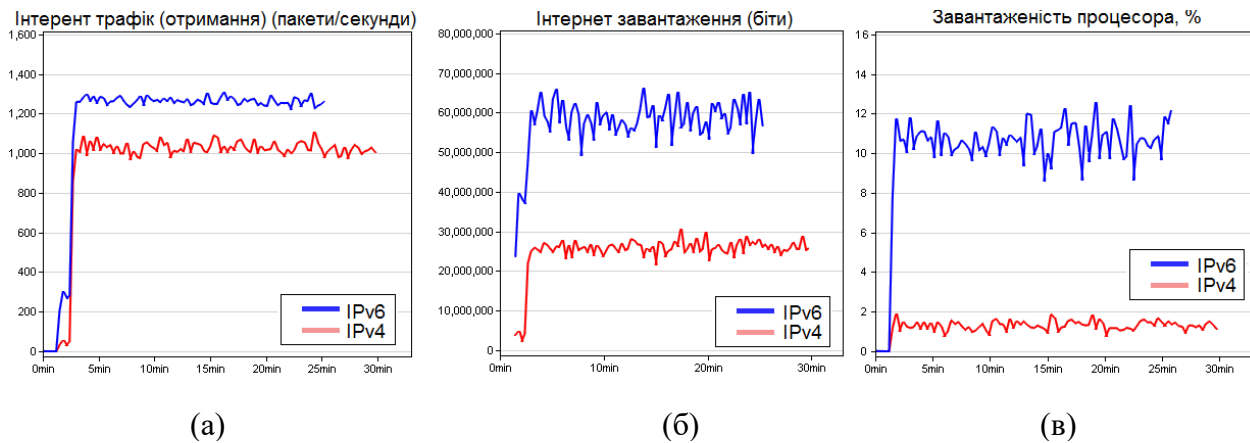 Інтерент трафік (отримання) (пакети/секунди)
1,600
1,400
1,200
1,000
800
600
400
200
0
0min 5min 10min 15min 20min 25min 30min
IPv6
IPv4
(а)
Інтернет завантаження (біти)
80,000,000
70,000,000
60,000,000
50,000,000
40,000,000
30,000,000
20,000,000
10,000,000
0
0min 10min 20min 30min
IPv6
IPv4
(б)
Завантаженість процесора, %
16
14
12
10
8
6
4
2
0
0min 5min 10min 15min 20min 25min 30min
IPv6
IPv4
(в)